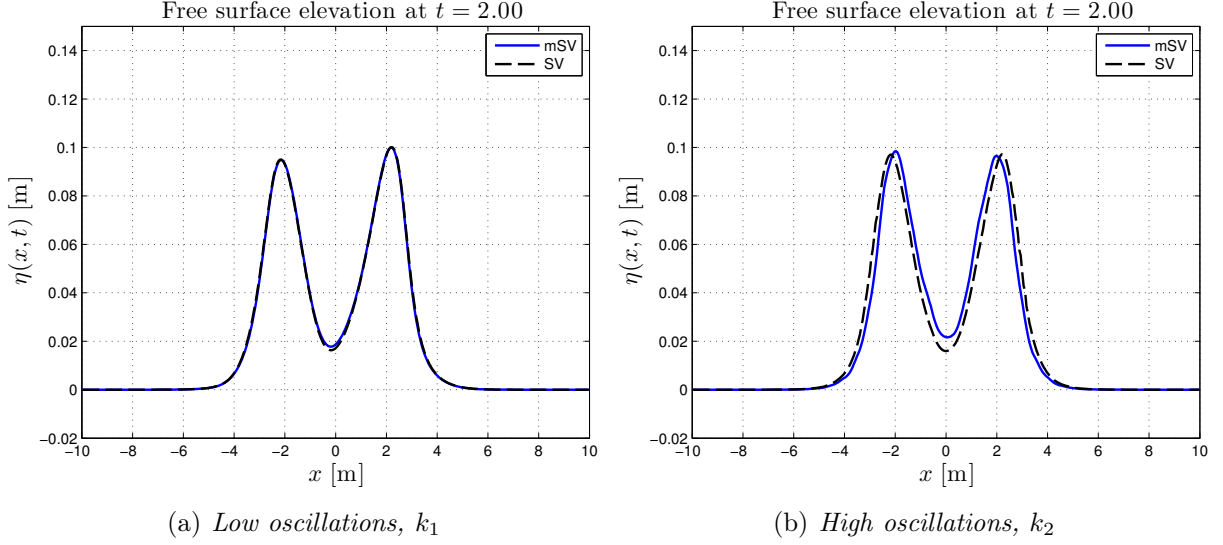 Free surface elevation at t = 2.00
mSV
SV
0.14
0.12
0.1
0.08
0.06
0.04
0.02
0
−0.02
η(x, t) [m]
−10 −8 −6 −4 −2 0 2 4 6 8 10
x [m]
(a) Low oscillations, k₁
Free surface elevation at t = 2.00
mSV
SV
0.14
0.12
0.1
0.08
0.06
0.04
0.02
0
−0.02
η(x, t) [m]
−10 −8 −6 −4 −2 0 2 4 6 8 10
x [m]
(b) High oscillations, k₂